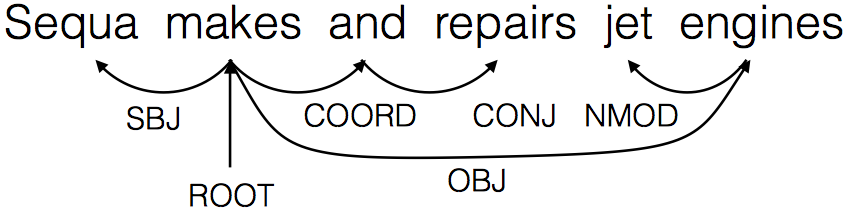 Sequa makes and repairs jet engines
SBJ COORD CONJ NMOD
OBJ
ROOT